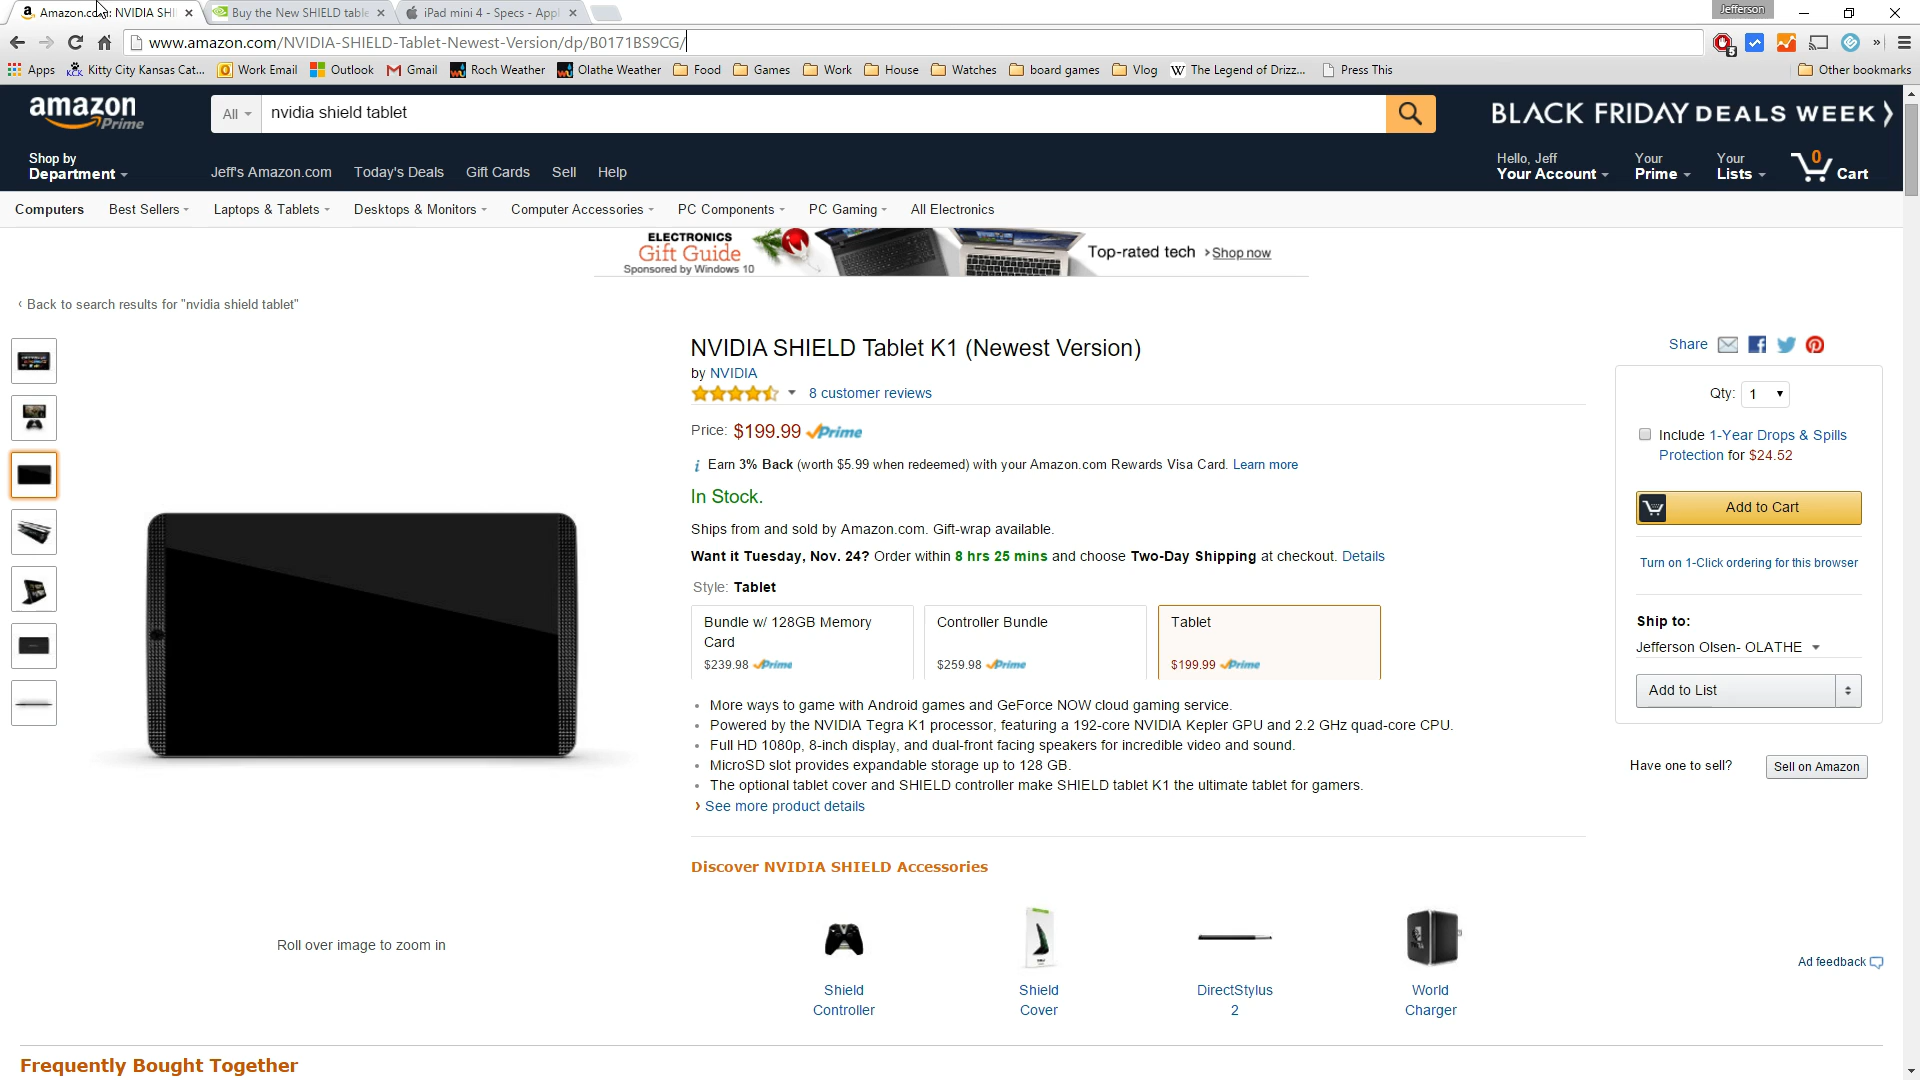 Amazon.com: NVIDIA SHI
Buy the New SHIELD table
iPad mini 4 - Specs - Appl
Jefferson
www.amazon.com/NVIDIA-SHIELD-Tablet-Newest-Version/dp/B0171BS9CG/
5
Apps
Kitty City Kansas Cat...
Work Email
Outlook
Gmail
Roch Weather
Olathe Weather
Food
Games
Work
House
Watches
board games
Vlog
W The Legend of Drizz...
Press This
Other bookmarks
amazon
Prime
All
nvidia shield tablet
BLACK FRIDAY DEALS WEEK
Shop by
Department
Jeff's Amazon.com
Today's Deals
Gift Cards
Sell
Help
Hello, Jeff
Your Account
Your
Prime
Your
Lists
0
Cart
Computers
Best Sellers
Laptops & Tablets
Desktops & Monitors
Computer Accessories
PC Components
PC Gaming
All Electronics
ELECTRONICS
Gift Guide
Sponsored by Windows 10
Top-rated tech
› Shop now
‹ Back to search results for "nvidia shield tablet"
NVIDIA SHIELD Tablet K1 (Newest Version)
by NVIDIA
8 customer reviews
Price: $199.99 Prime
i Earn 3% Back (worth $5.99 when redeemed) with your Amazon.com Rewards Visa Card. Learn more
In Stock.
Ships from and sold by Amazon.com. Gift-wrap available.
Want it Tuesday, Nov. 24? Order within 8 hrs 25 mins and choose Two-Day Shipping at checkout. Details
Style: Tablet
Bundle w/ 128GB Memory
Card
$239.98 Prime
Controller Bundle
$259.98 Prime
Tablet
$199.99 Prime
• More ways to game with Android games and GeForce NOW cloud gaming service.
• Powered by the NVIDIA Tegra K1 processor, featuring a 192-core NVIDIA Kepler GPU and 2.2 GHz quad-core CPU.
• Full HD 1080p, 8-inch display, and dual-front facing speakers for incredible video and sound.
• MicroSD slot provides expandable storage up to 128 GB.
• The optional tablet cover and SHIELD controller make SHIELD tablet K1 the ultimate tablet for gamers.
› See more product details
Share
Qty: 1
Include 1-Year Drops & Spills
Protection for $24.52
Add to Cart
Turn on 1-Click ordering for this browser
Ship to:
Jefferson Olsen- OLATHE
Add to List
Have one to sell?
Sell on Amazon
Discover NVIDIA SHIELD Accessories
Roll over image to zoom in
Shield
Controller
Shield
Cover
DirectStylus
2
World
Charger
Ad feedback
Frequently Bought Together